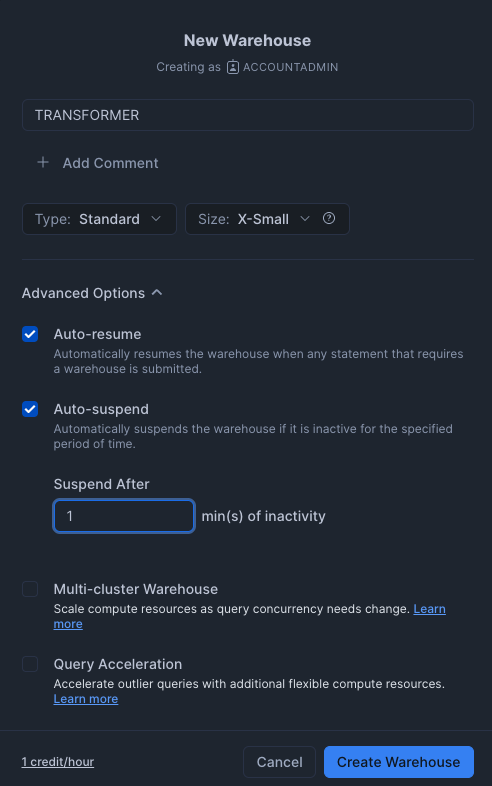 New Warehouse
Creating as ACCOUNTADMIN
TRANSFORMER
+ Add Comment
Type: Standard
Size: X-Small
Advanced Options
Auto-resume
Automatically resumes the warehouse when any statement that requires
a warehouse is submitted.
Auto-suspend
Automatically suspends the warehouse if it is inactive for the specified
period of time.
Suspend After
1 min(s) of inactivity
Multi-cluster Warehouse
Scale compute resources as query concurrency needs change. Learn
more
Query Acceleration
Accelerate outlier queries with additional flexible compute resources.
Learn more
1 credit/hour
Cancel
Create Warehouse